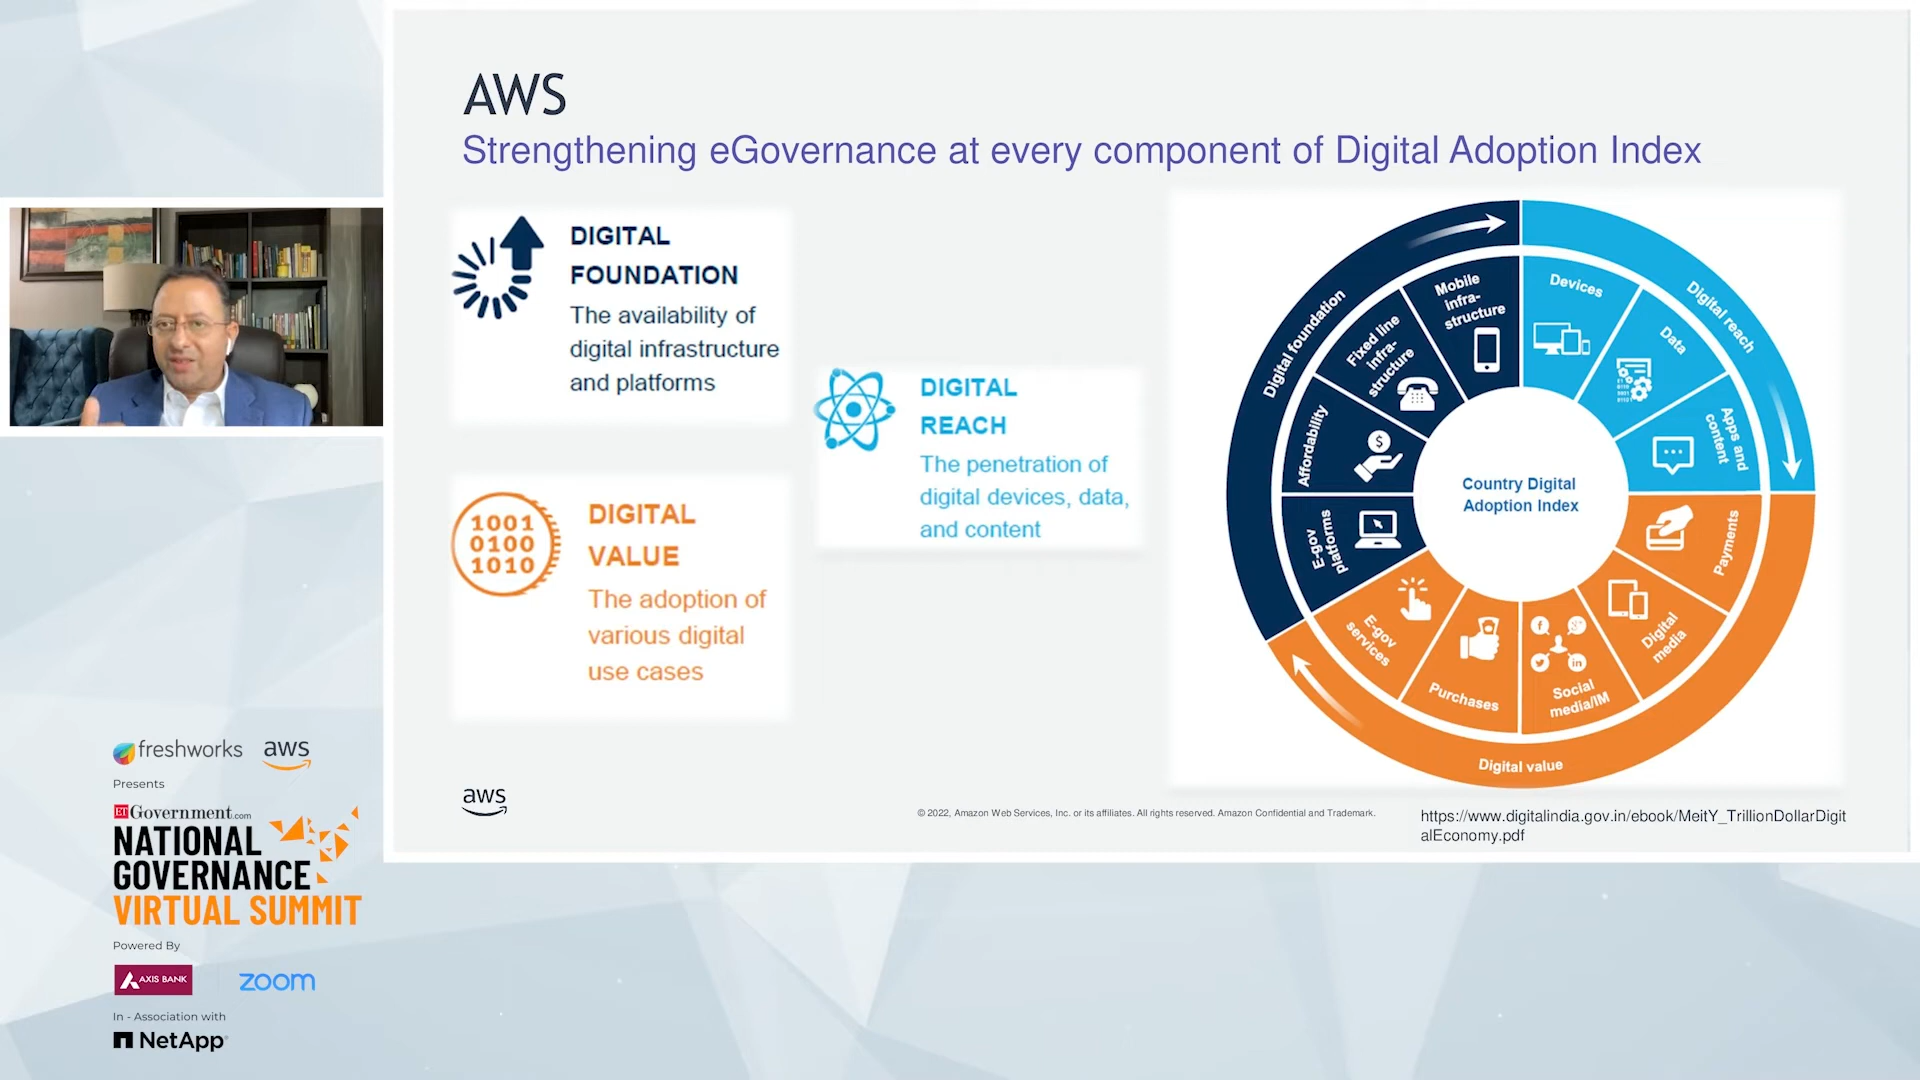 AWS
Strengthening eGovernance at every component of Digital Adoption Index
DIGITAL
FOUNDATION
The availability of
digital infrastructure
and platforms
DIGITAL
REACH
The penetration of
digital devices, data,
and content
1001
0100
1010
DIGITAL
VALUE
The adoption of
various digital
use cases
Digital foundation
Digital reach
Digital value
Mobile
infra-
structure
Devices
Data
Apps and
content
Payments
Digital
media
Social
media/IM
Purchases
E-gov
services
E-gov
platforms
Affordability
$
Fixed line
infra-
structure
Country Digital
Adoption Index
aws
© 2022, Amazon Web Services, Inc. or its affiliates. All rights reserved. Amazon Confidential and Trademark.
https://www.digitalindia.gov.in/ebook/MeitY_TrillionDollarDigit
alEconomy.pdf
freshworks aws
Presents
ET Government.com
NATIONAL
GOVERNANCE
VIRTUAL SUMMIT
Powered By
AXIS BANK zoom
In - Association with
NetApp